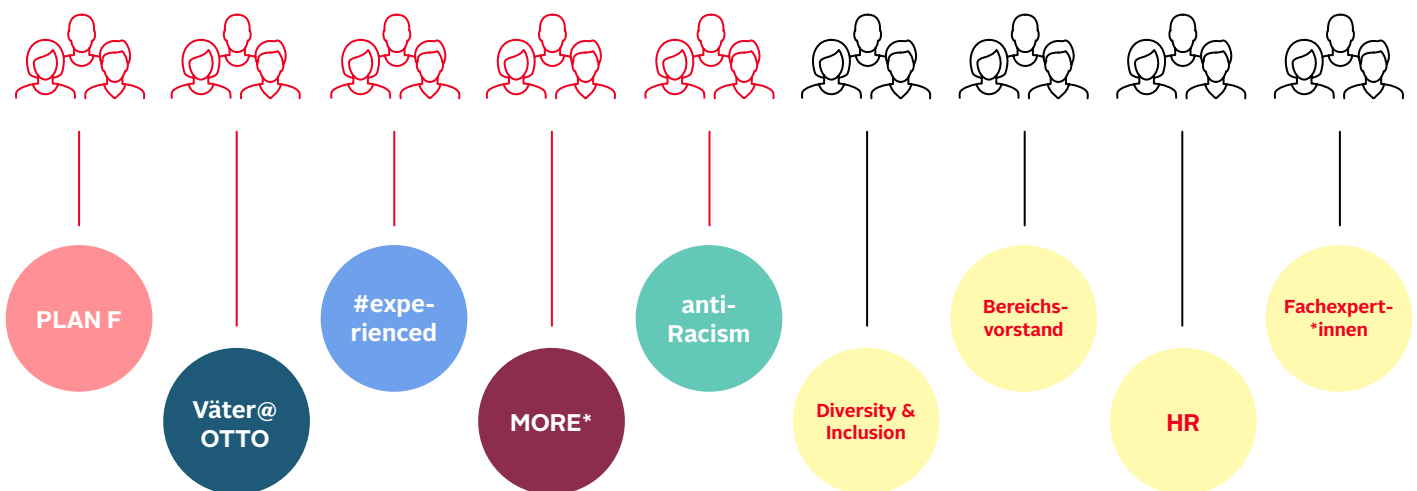 PLAN F
Väter@
OTTO
#expe-
rienced
MORE*
anti-
Racism
Diversity &
Inclusion
Bereichs-
vorstand
HR
Fachexpert-
*innen